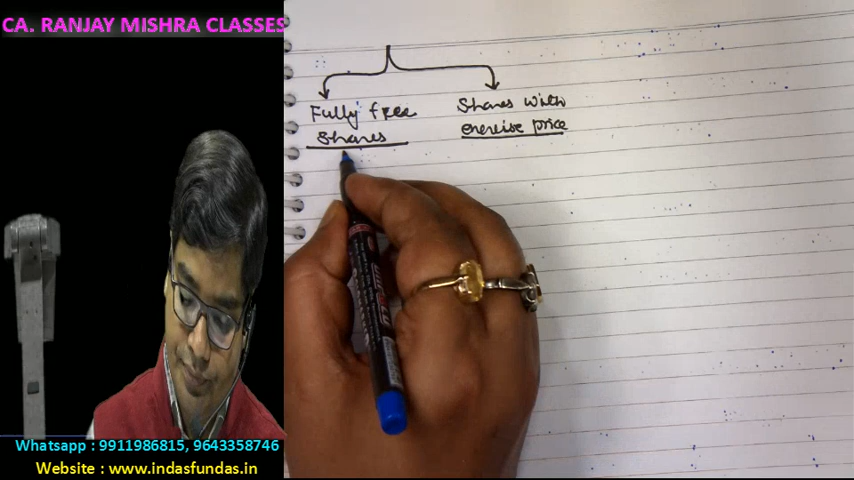 CA. RANJAY MISHRA CLASSES
Fully free
Shares
Shares with
exercise price
Whatsapp : 9911986815, 9643358746
Website : www.indasfundas.in